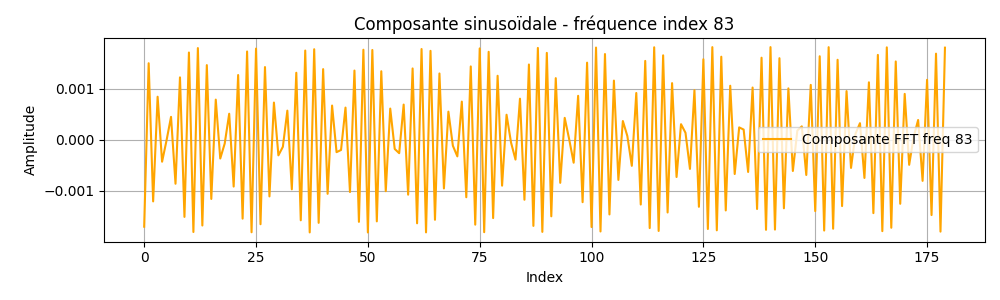 Composante sinusoïdale - fréquence index 83
Amplitude
0.001
0.000
−0.001
Composante FFT freq 83
0 25 50 75 100 125 150 175
Index